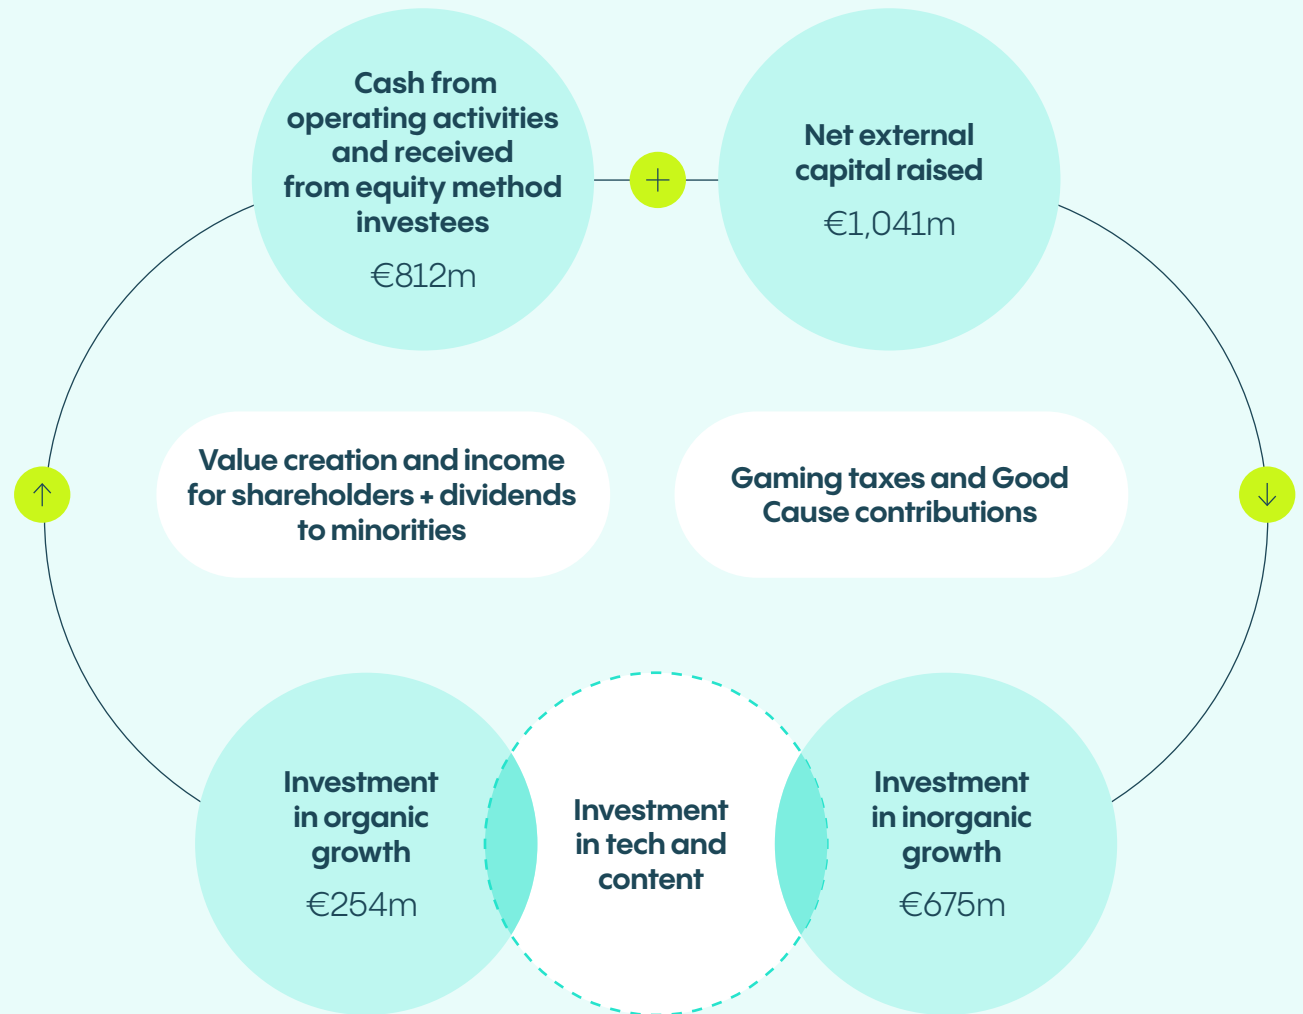 Cash from
operating activities
and received
from equity method
investees
€812m
+
Net external
capital raised
€1,041m
Value creation and income
for shareholders + dividends
to minorities
Gaming taxes and Good
Cause contributions
Investment
in organic
growth
€254m
Investment
in tech and
content
Investment
in inorganic
growth
€675m